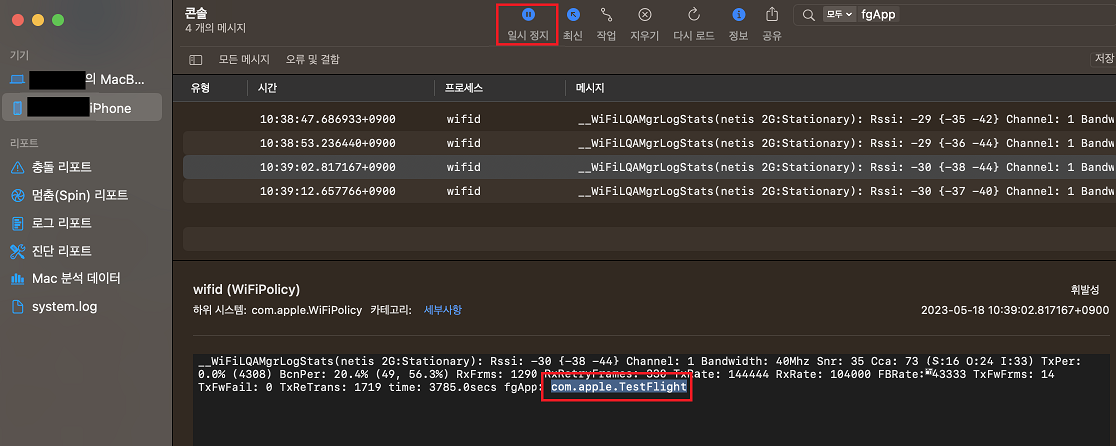 콘솔
4 개의 메시지
일시 정지
최신
작업
지우기
다시 로드
정보
공유
모두 fgApp
기기
의 MacB...
iPhone
리포트
충돌 리포트
멈춤(Spin) 리포트
로그 리포트
진단 리포트
Mac 분석 데이터
system.log
모든 메시지 오류 및 결함 저장
유형 시간 프로세스 메시지
10:38:47.686933+0900 wifid __WiFiLQAMgrLogStats(netis 2G:Stationary): Rssi: -29 {-35 -42} Channel: 1 Bandw
10:38:53.236440+0900 wifid __WiFiLQAMgrLogStats(netis 2G:Stationary): Rssi: -29 {-36 -44} Channel: 1 Bandw
10:39:02.817167+0900 wifid __WiFiLQAMgrLogStats(netis 2G:Stationary): Rssi: -30 {-38 -44} Channel: 1 Bandw
10:39:12.657766+0900 wifid __WiFiLQAMgrLogStats(netis 2G:Stationary): Rssi: -30 {-37 -40} Channel: 1 Bandw
wifid (WiFiPolicy) 휘발성
하위 시스템: com.apple.WiFiPolicy 카테고리: 세부사항 2023-05-18 10:39:02.817167+0900
__WiFiLQAMgrLogStats(netis 2G:Stationary): Rssi: -30 {-38 -44} Channel: 1 Bandwidth: 40Mhz Snr: 35 Cca: 73 (S:16 O:24 I:33) TxPer:
0.0% (4308) BcnPer: 20.4% (49, 56.3%) RxFrms: 1290 RxRetryFrames: 330 TxRate: 144444 RxRate: 104000 FBRate: 43333 TxFwFrms: 14
TxFwFail: 0 TxReTrans: 1719 time: 3785.0secs fgApp: com.apple.TestFlight